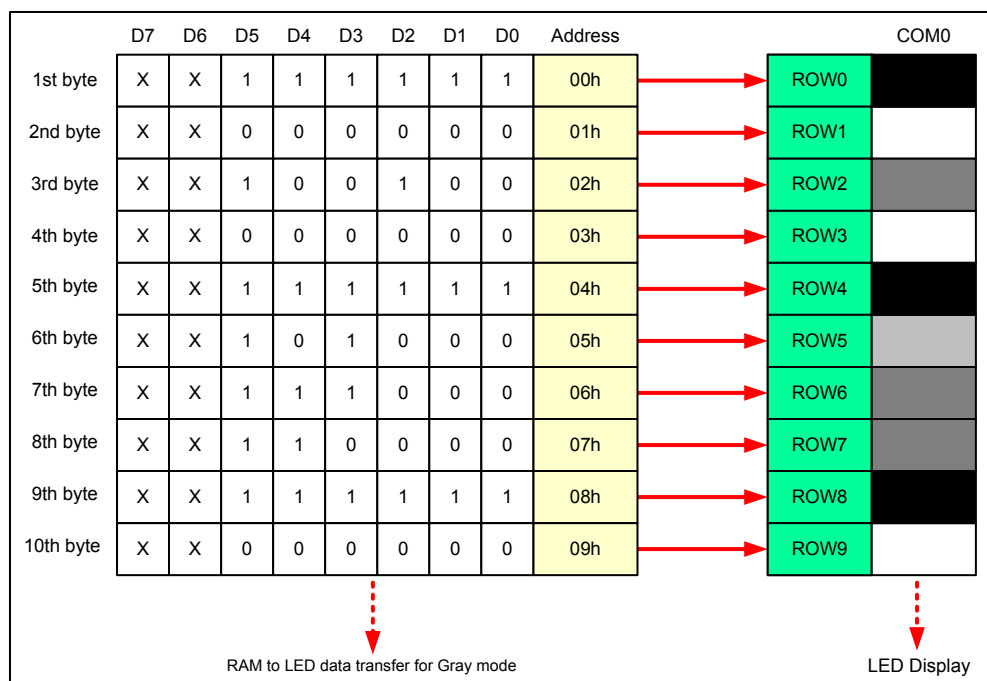 D7 D6 D5 D4 D3 D2 D1 D0 Address COM0
1st byte X X 1 1 1 1 1 1 00h ROW0
2nd byte X X 0 0 0 0 0 0 01h ROW1
3rd byte X X 1 0 0 1 0 0 02h ROW2
4th byte X X 0 0 0 0 0 0 03h ROW3
5th byte X X 1 1 1 1 1 1 04h ROW4
6th byte X X 1 0 1 0 0 0 05h ROW5
7th byte X X 1 1 1 0 0 0 06h ROW6
8th byte X X 1 1 0 0 0 0 07h ROW7
9th byte X X 1 1 1 1 1 1 08h ROW8
10th byte X X 0 0 0 0 0 0 09h ROW9
RAM to LED data transfer for Gray mode LED Display